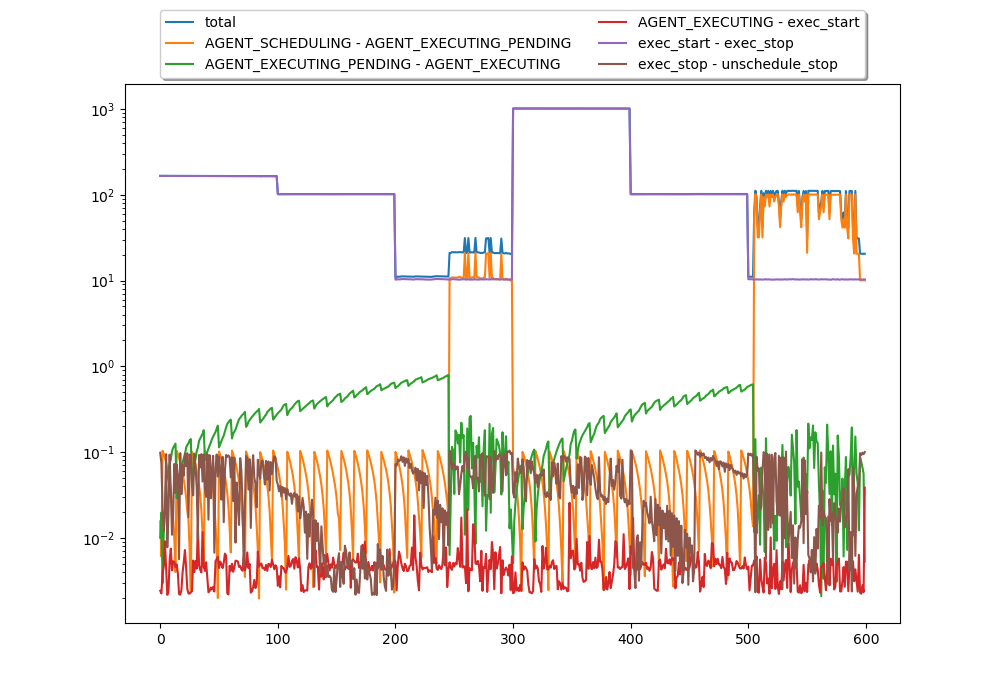 total
AGENT_SCHEDULING - AGENT_EXECUTING_PENDING
AGENT_EXECUTING_PENDING - AGENT_EXECUTING
AGENT_EXECUTING - exec_start
exec_start - exec_stop
exec_stop - unschedule_stop
10³
10²
10¹
10⁰
10⁻¹
10⁻²
0 100 200 300 400 500 600